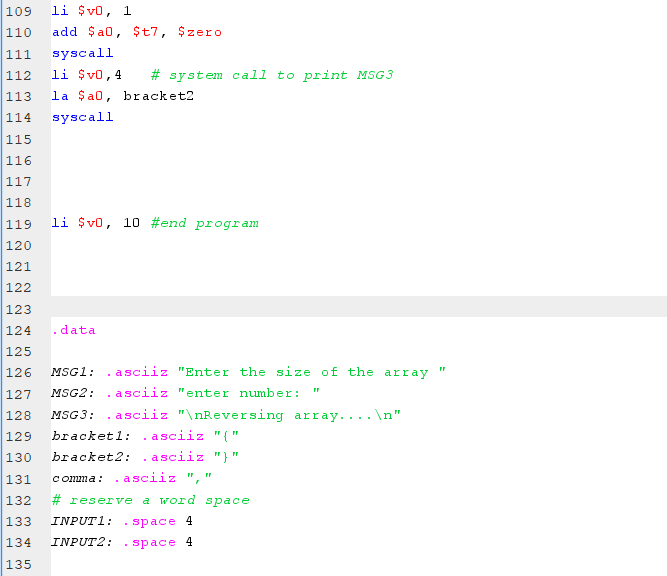 109 li $v0, 1
110 add $a0, $t7, $zero
111 syscall
112 li $v0,4   # system call to print MSG3
113 la $a0, bracket2
114 syscall
115
116
117
118
119 li $v0, 10 #end program
120
121
122
123
124 .data
125
126 MSG1: .asciiz "Enter the size of the array "
127 MSG2: .asciiz "enter number: "
128 MSG3: .asciiz "\nReversing array....\n"
129 bracket1: .asciiz "{"
130 bracket2: .asciiz "}"
131 comma: .asciiz ","
132 # reserve a word space
133 INPUT1: .space 4
134 INPUT2: .space 4
135